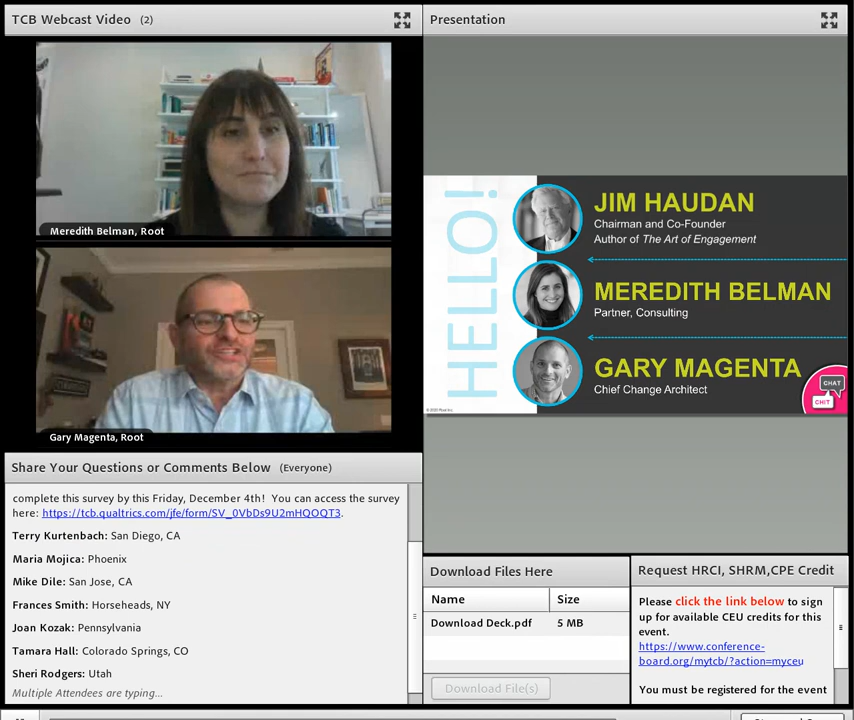 TCB Webcast Video (2)
Meredith Belman, Root
Gary Magenta, Root
Share Your Questions or Comments Below (Everyone)
complete this survey by this Friday, December 4th! You can access the survey
here: https://tcb.qualtrics.com/jfe/form/SV_0VbDs9U2mHQOQT3.
Terry Kurtenbach: San Diego, CA
Maria Mojica: Phoenix
Mike Dile: San Jose, CA
Frances Smith: Horseheads, NY
Joan Kozak: Pennsylvania
Tamara Hall: Colorado Springs, CO
Sheri Rodgers: Utah
Multiple Attendees are typing...
Presentation
HELLO!
JIM HAUDAN
Chairman and Co-Founder
Author of The Art of Engagement
MEREDITH BELMAN
Partner, Consulting
GARY MAGENTA
Chief Change Architect
CHAT
CHIT
Download Files Here
Name Size
Download Deck.pdf 5 MB
Download File(s)
Request HRCI, SHRM,CPE Credit
Please click the link below to sign
up for available CEU credits for this
event.
https://www.conference-
board.org/mytcb/?action=myceu
You must be registered for the event